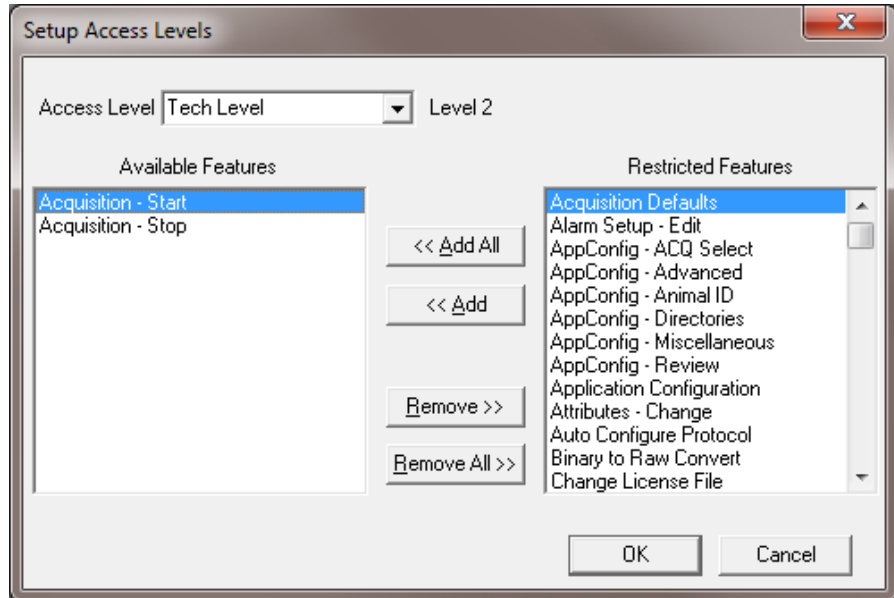 Setup Access Levels
Access Level Tech Level Level 2
Available Features
Acquisition - Start
Acquisition - Stop
<< Add All
<< Add
Remove >>
Remove All >>
Restricted Features
Acquisition Defaults
Alarm Setup - Edit
AppConfig - ACQ Select
AppConfig - Advanced
AppConfig - Animal ID
AppConfig - Directories
AppConfig - Miscellaneous
AppConfig - Review
Application Configuration
Attributes - Change
Auto Configure Protocol
Binary to Raw Convert
Change License File
OK
Cancel